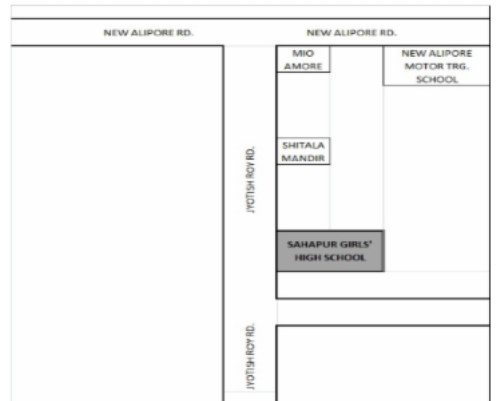 NEW ALIPORE RD.
NEW ALIPORE RD.
MIO
AMORE
NEW ALIPORE
MOTOR TRG.
SCHOOL
JYOTISH ROY RD.
SHITALA
MANDIR
SAHAPUR GIRLS'
HIGH SCHOOL
JYOTISH ROY RD.